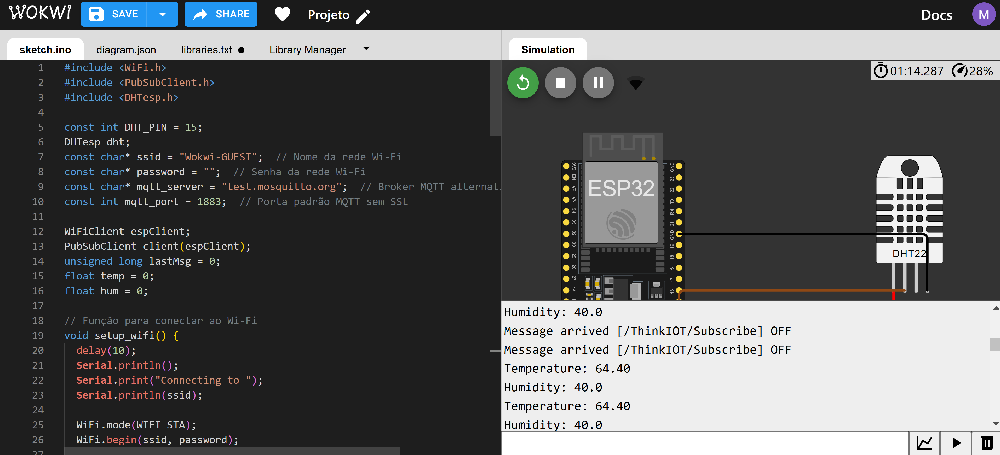 WOKWi SAVE SHARE Projeto Docs M
sketch.ino diagram.json libraries.txt Library Manager
Simulation
1 #include <WiFi.h>
2 #include <PubSubClient.h>
3 #include <DHTesp.h>
4
5 const int DHT_PIN = 15;
6 DHTesp dht;
7 const char* ssid = "Wokwi-GUEST"; // Nome da rede Wi-Fi
8 const char* password = ""; // Senha da rede Wi-Fi
9 const char* mqtt_server = "test.mosquitto.org"; // Broker MQTT alternati
10 const int mqtt_port = 1883; // Porta padrão MQTT sem SSL
11
12 WiFiClient espClient;
13 PubSubClient client(espClient);
14 unsigned long lastMsg = 0;
15 float temp = 0;
16 float hum = 0;
17
18 // Função para conectar ao Wi-Fi
19 void setup_wifi() {
20 delay(10);
21 Serial.println();
22 Serial.print("Connecting to ");
23 Serial.println(ssid);
24
25 WiFi.mode(WIFI_STA);
26 WiFi.begin(ssid, password);
27
01:14.287 28%
ESP32
3V3
EN
VP
VN
34
35
32
33
25
26
27
14
GND
23
22
TX
RX
21
GND
19
18
5
17
16
DHT22
Humidity: 40.0
Message arrived [/ThinkIOT/Subscribe] OFF
Message arrived [/ThinkIOT/Subscribe] OFF
Temperature: 64.40
Humidity: 40.0
Temperature: 64.40
Humidity: 40.0